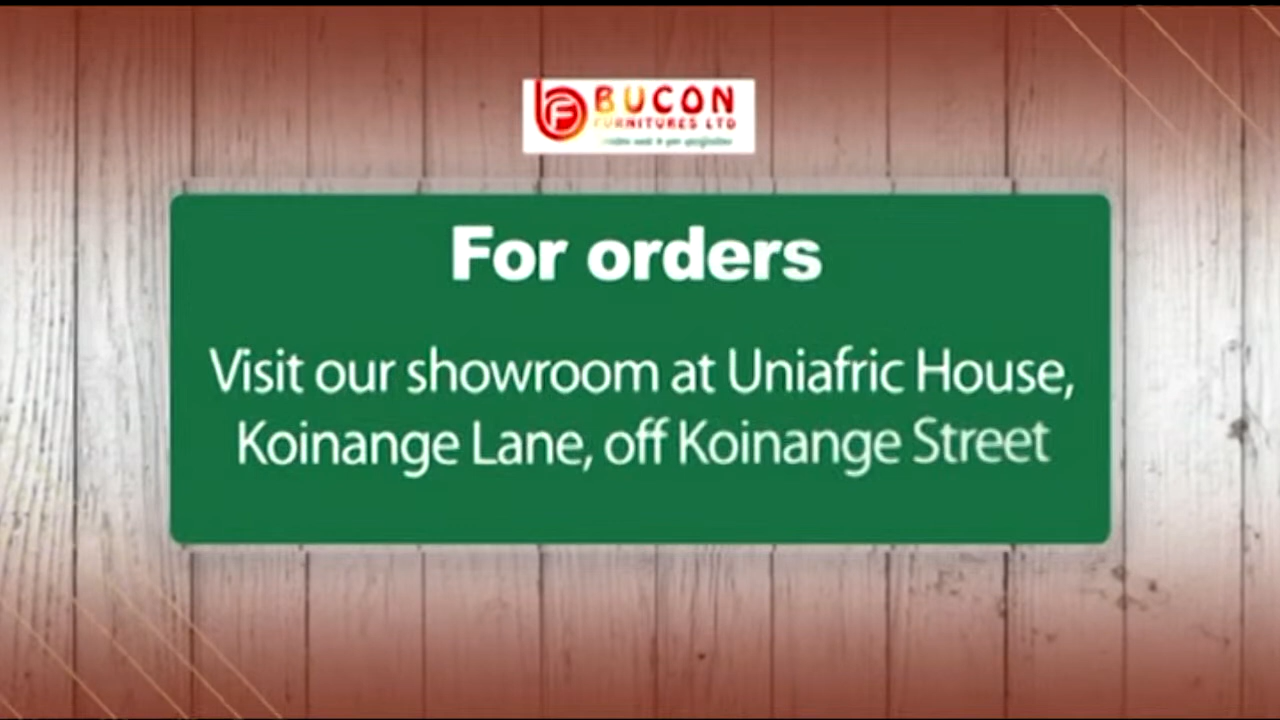 BUCON
FURNITURES LTD
For orders
Visit our showroom at Uniafric House,
Koinange Lane, off Koinange Street